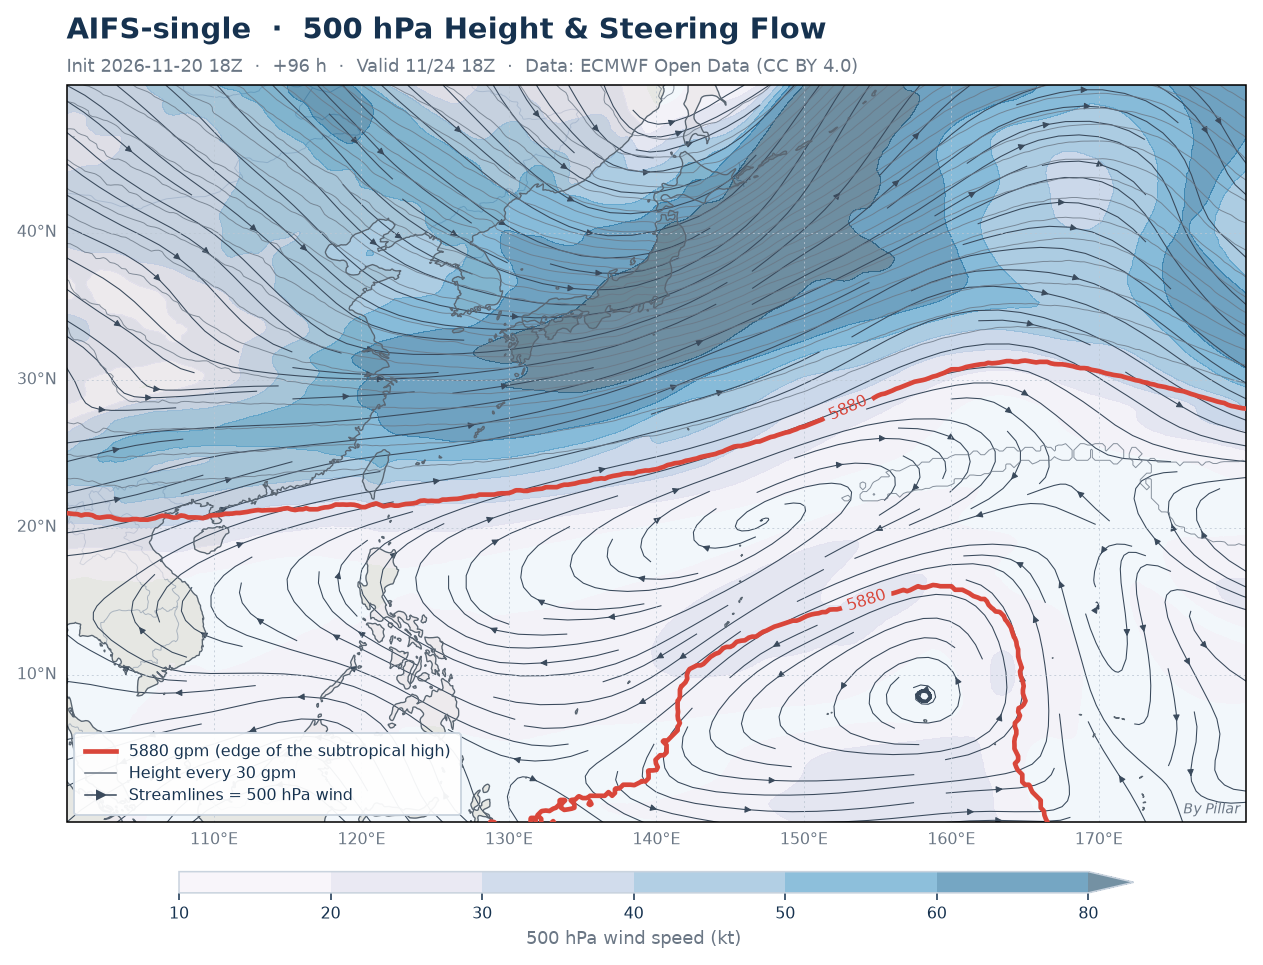 AIFS-single · 500 hPa Height & Steering Flow
Init 2026-11-20 18Z · +96 h · Valid 11/24 18Z · Data: ECMWF Open Data (CC BY 4.0)
40°N
30°N
20°N
10°N
5880
5880
5880 gpm (edge of the subtropical high)
Height every 30 gpm
Streamlines = 500 hPa wind
By Pillar
110°E 120°E 130°E 140°E 150°E 160°E 170°E
10 20 30 40 50 60 80
500 hPa wind speed (kt)